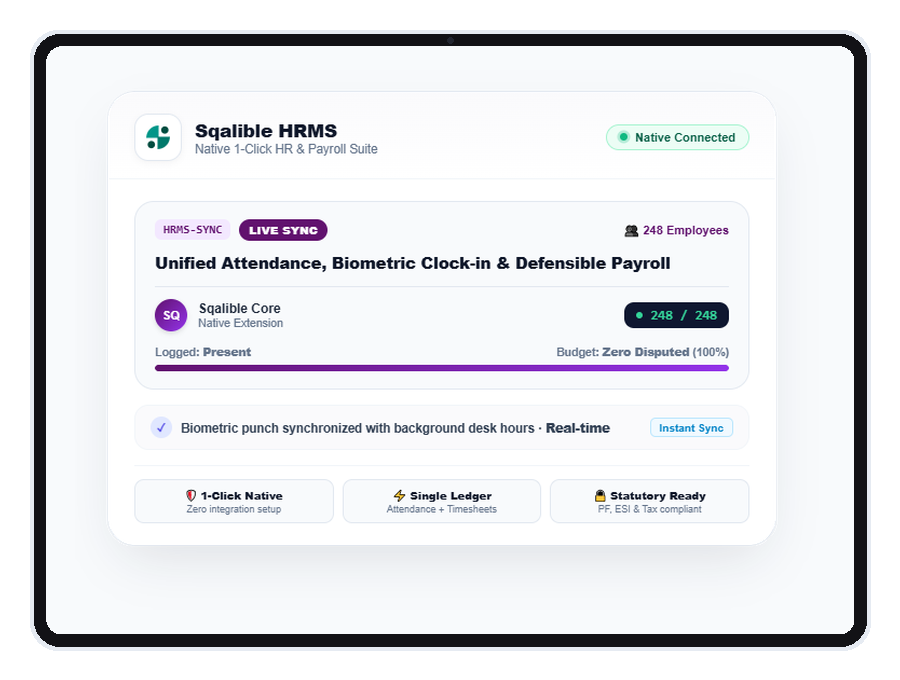 Sqalible HRMS
Native 1-Click HR & Payroll Suite
Native Connected
HRMS-SYNC
LIVE SYNC
248 Employees
Unified Attendance, Biometric Clock-in & Defensible Payroll
SQ
Sqalible Core
Native Extension
248 / 248
Logged: Present
Budget: Zero Disputed (100%)
Biometric punch synchronized with background desk hours · Real-time
Instant Sync
1-Click Native
Zero integration setup
Single Ledger
Attendance + Timesheets
Statutory Ready
PF, ESI & Tax compliant